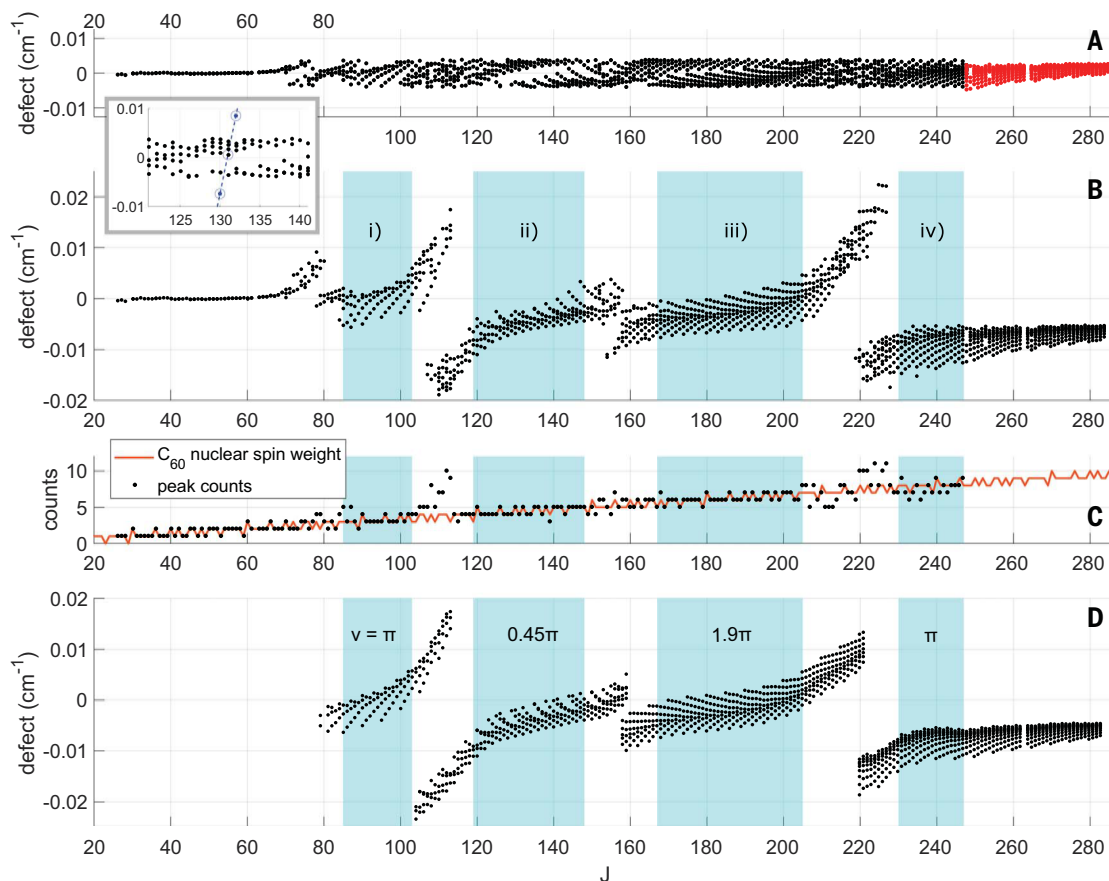 20 40 60 80
A
0.01
0
-0.01
defect (cm⁻¹)
100 120 140 160 180 200 220 240 260 280
0.01
0
-0.01
125 130 135 140
B
0.02
0.01
0
-0.01
-0.02
defect (cm⁻¹)
i) ii) iii) iv)
20 40 60 80 100 120 140 160 180 200 220 240 260 280
C₆₀ nuclear spin weight
peak counts
10
5
0
counts
C
20 40 60 80 100 120 140 160 180 200 220 240 260 280
D
0.02
0.01
0
-0.01
-0.02
defect (cm⁻¹)
v = π 0.45π 1.9π π
20 40 60 80 100 120 140 160 180 200 220 240 260 280
J